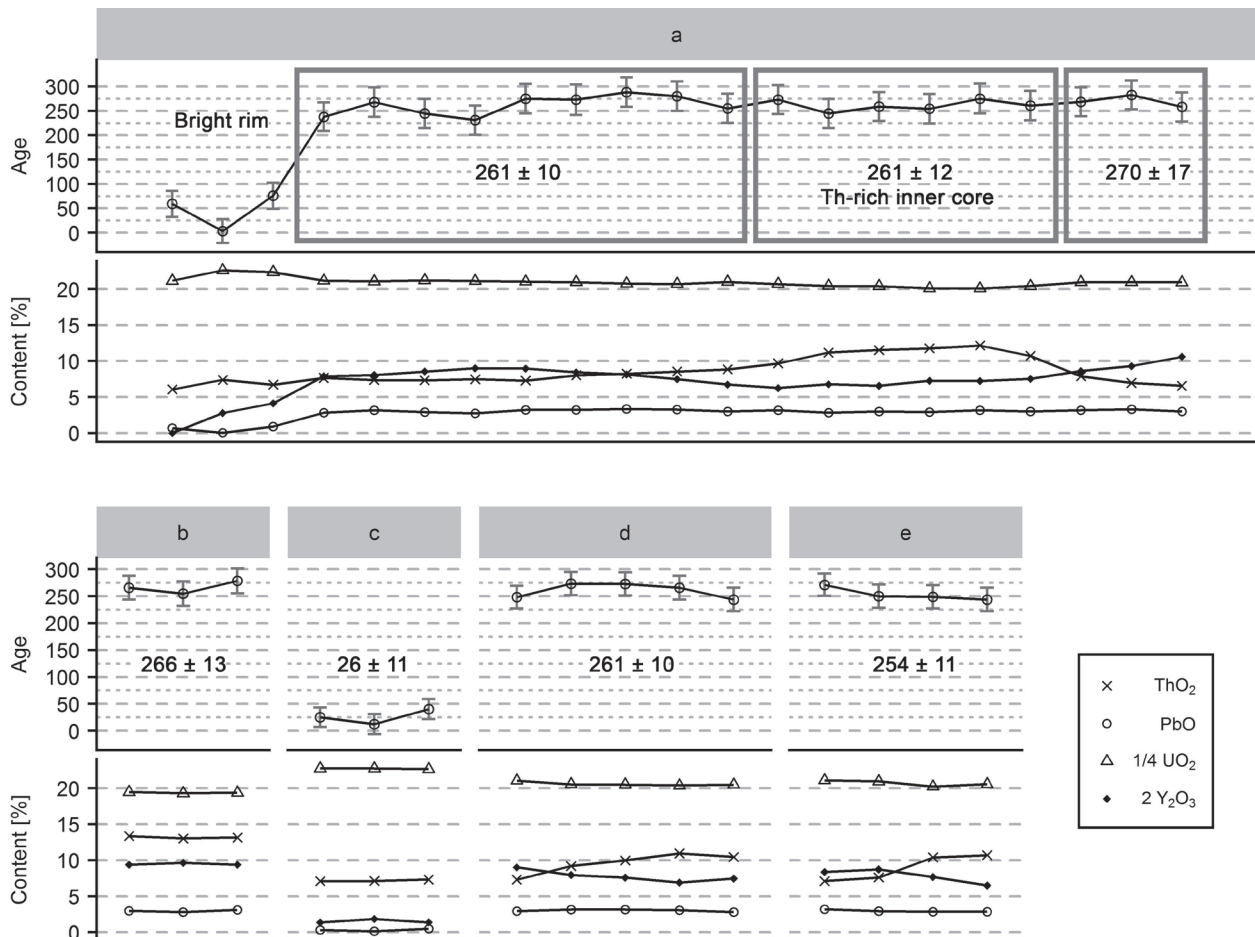 a
300
250
200
150
100
50
0
Age
Bright rim
261 ± 10
261 ± 12
Th-rich inner core
270 ± 17
20
15
10
5
0
Content [%]
b
c
d
e
300
250
200
150
100
50
0
Age
266 ± 13
26 ± 11
261 ± 10
254 ± 11
20
15
10
5
0
Content [%]
ThO₂
PbO
1/4 UO₂
2 Y₂O₃